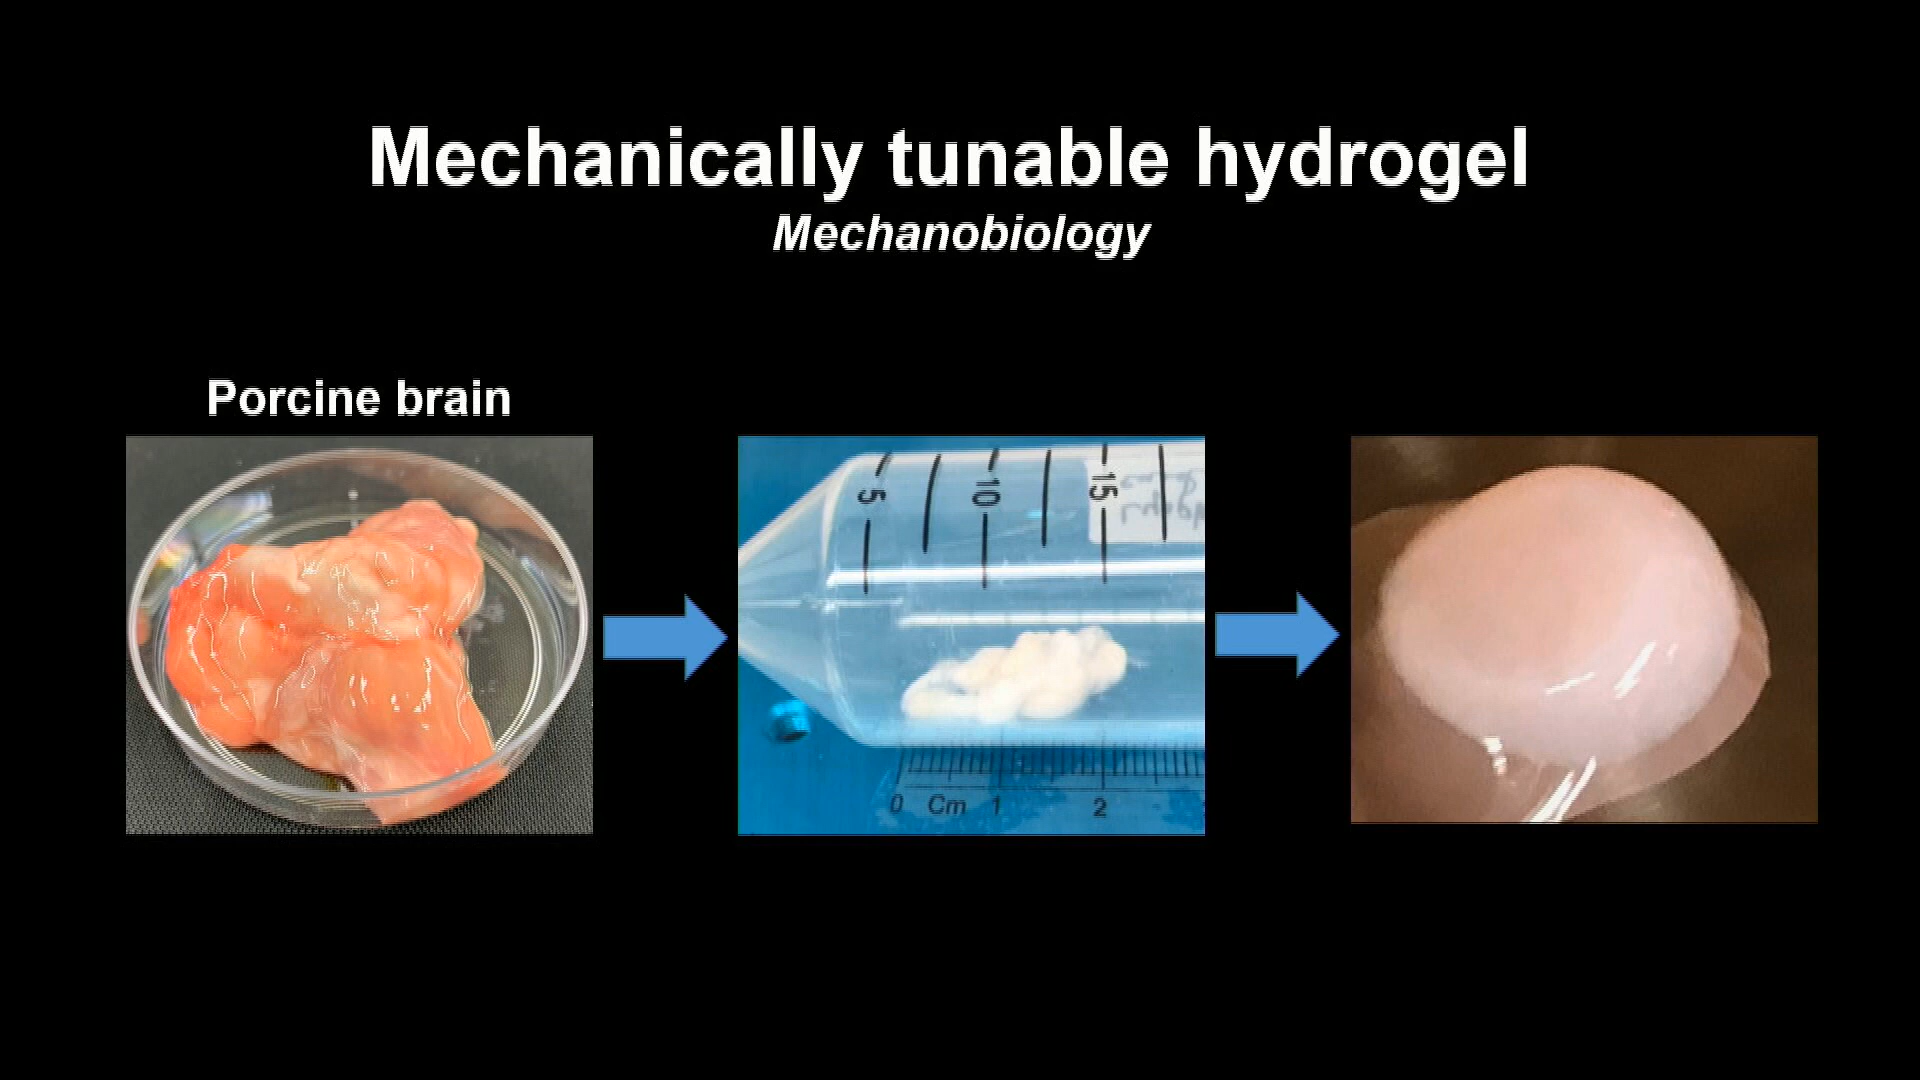 Mechanically tunable hydrogel
Mechanobiology
Porcine brain
5 10 15
0 Cm 1 2